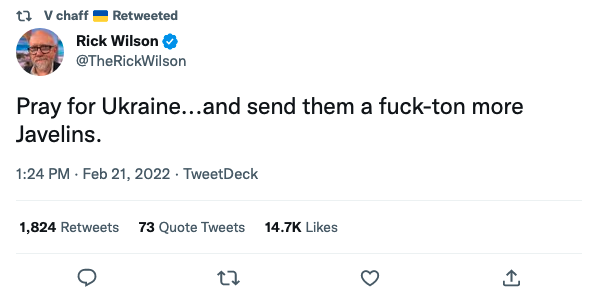 V chaff 🇺🇦 Retweeted
Rick Wilson
@TheRickWilson
Pray for Ukraine...and send them a fuck-ton more
Javelins.
1:24 PM · Feb 21, 2022 · TweetDeck
1,824 Retweets 73 Quote Tweets 14.7K Likes